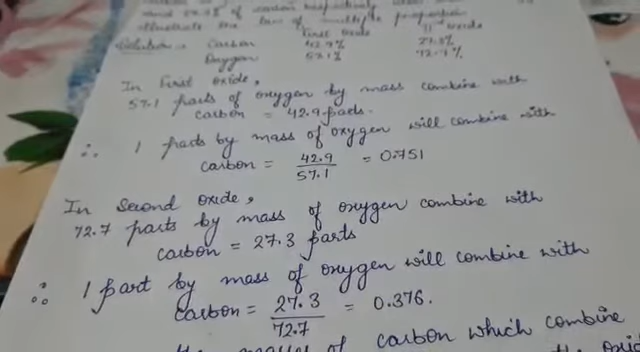 illustrate the law of multiple proportion
First oxide
Solution : Carbon 42.9% 27.3%
Oxygen 57.1% 72.7%
In First oxide,
57.1 parts of oxygen by mass combine with
carbon = 42.9 parts.
∴ 1 parts by mass of oxygen will combine with
carbon = 42.9 / 57.1 = 0.751
In Second oxide,
72.7 parts by mass of oxygen combine with
carbon = 27.3 parts
∴ 1 part by mass of oxygen will combine with
carbon = 27.3 / 72.7 = 0.376.
of carbon which combine